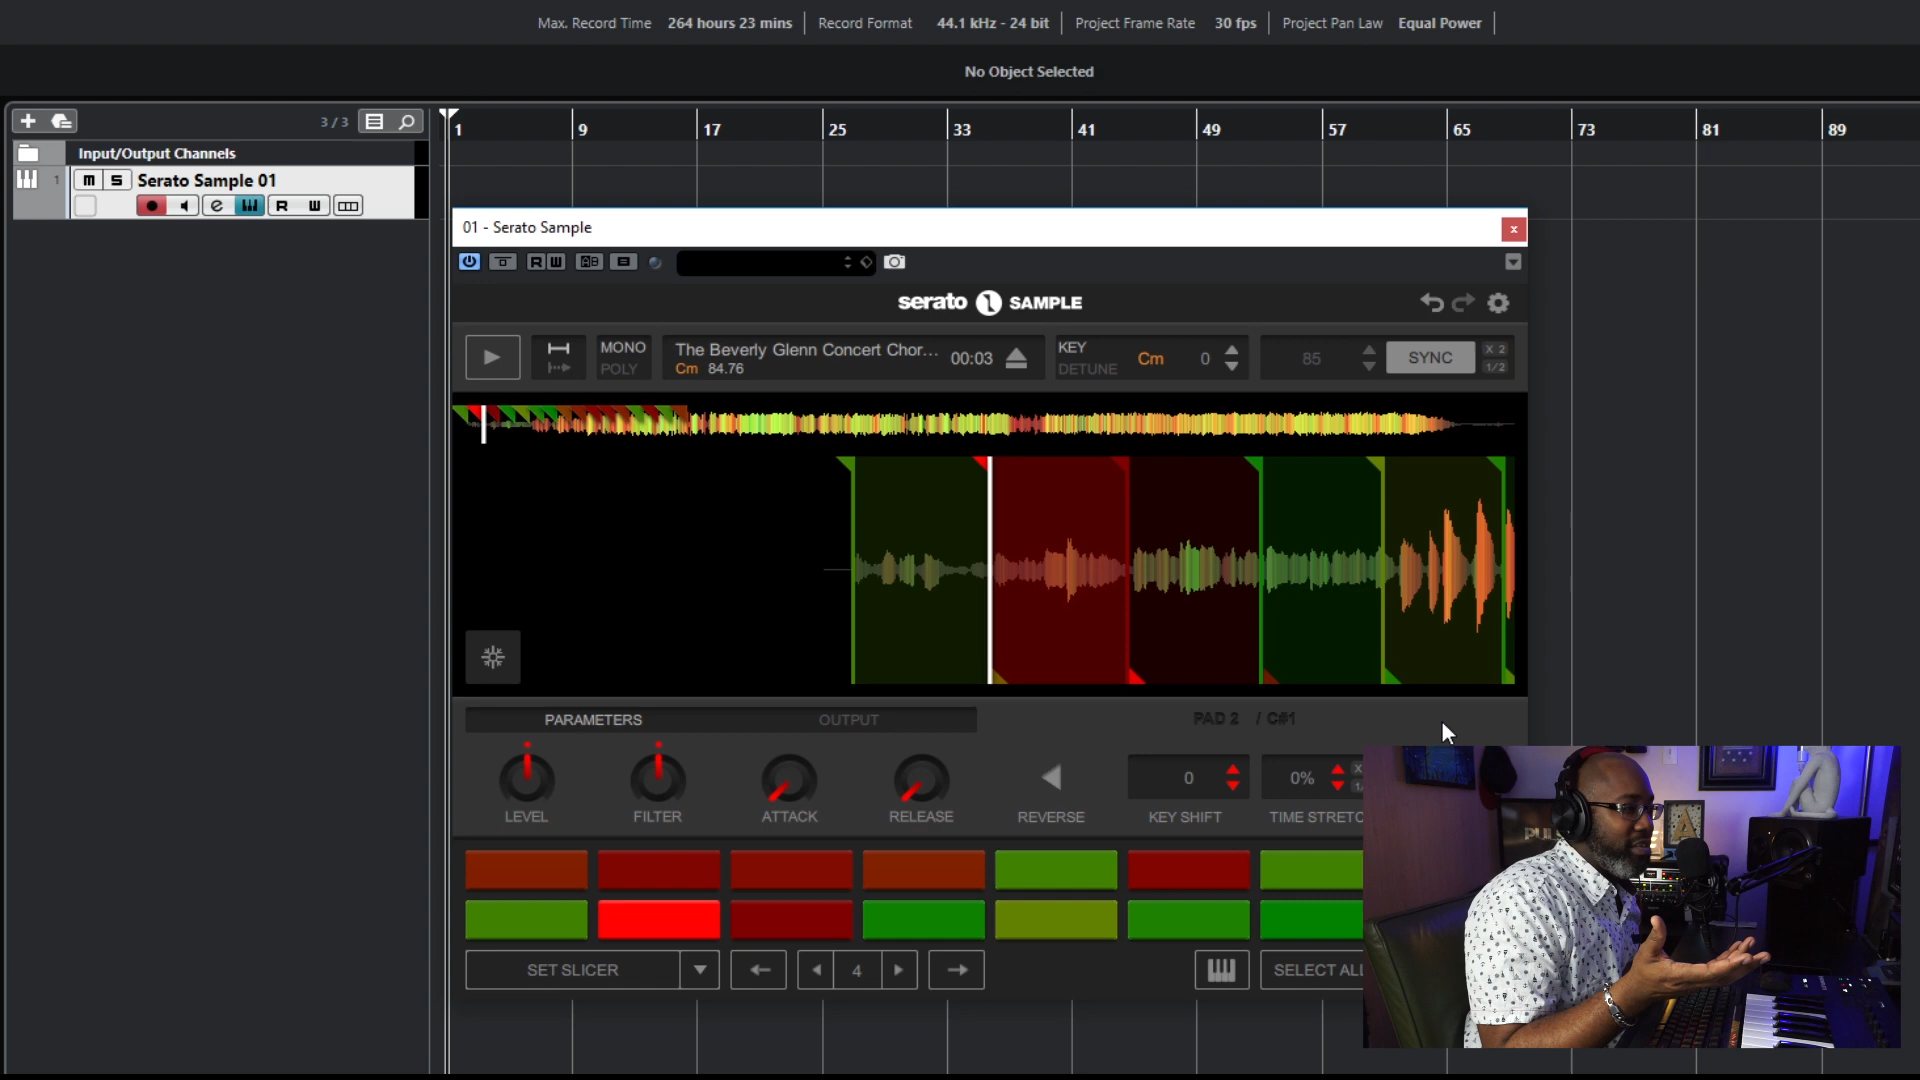 Max. Record Time 264 hours 23 mins Record Format 44.1 kHz - 24 bit Project Frame Rate 30 fps Project Pan Law Equal Power
No Object Selected
3 / 3
1 9 17 25 33 41 49 57 65 73 81 89
Input/Output Channels
1 m S Serato Sample 01
e R W
01 - Serato Sample x
R W AB
serato SAMPLE
MONO
POLY
The Beverly Glenn Concert Chor...
Cm 84.76
00:03
KEY
DETUNE
Cm 0
85
SYNC
X 2
1/2
PARAMETERS OUTPUT PAD 2 / C#1
0 0% X
LEVEL FILTER ATTACK RELEASE REVERSE KEY SHIFT TIME STRETC
SET SLICER 4 SELECT ALL
PUL